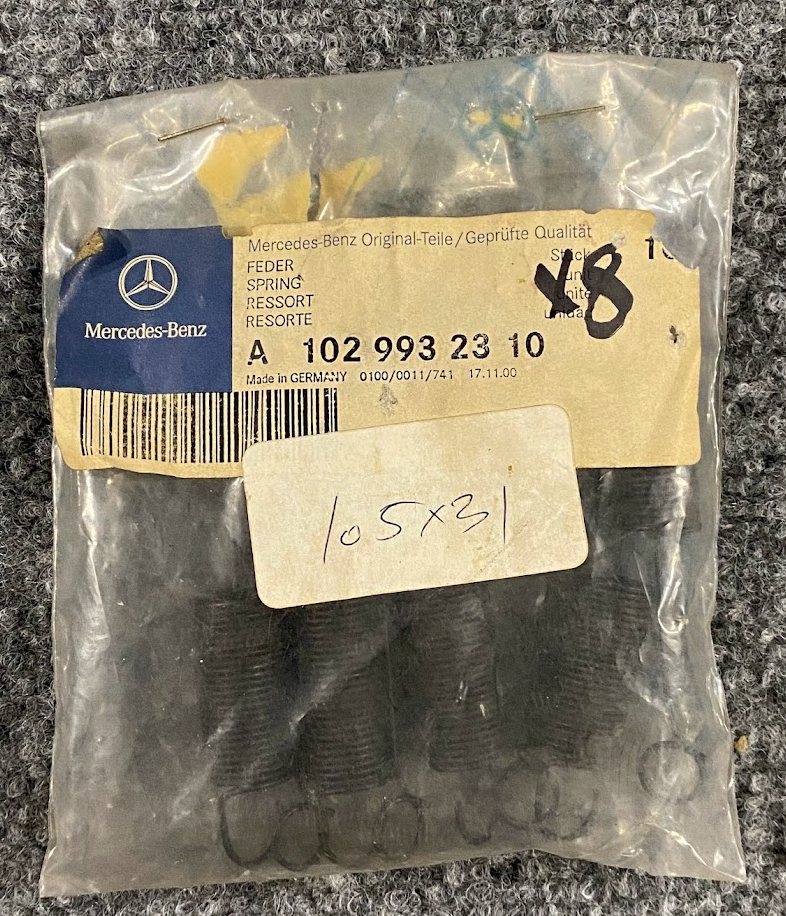 Mercedes-Benz Original-Teile/Geprüfte Qualität
FEDER
SPRING
RESSORT
RESORTE
x8
Mercedes-Benz
A 102 993 23 10
Made in GERMANY 0100/0011/741 17.11.00
105x31